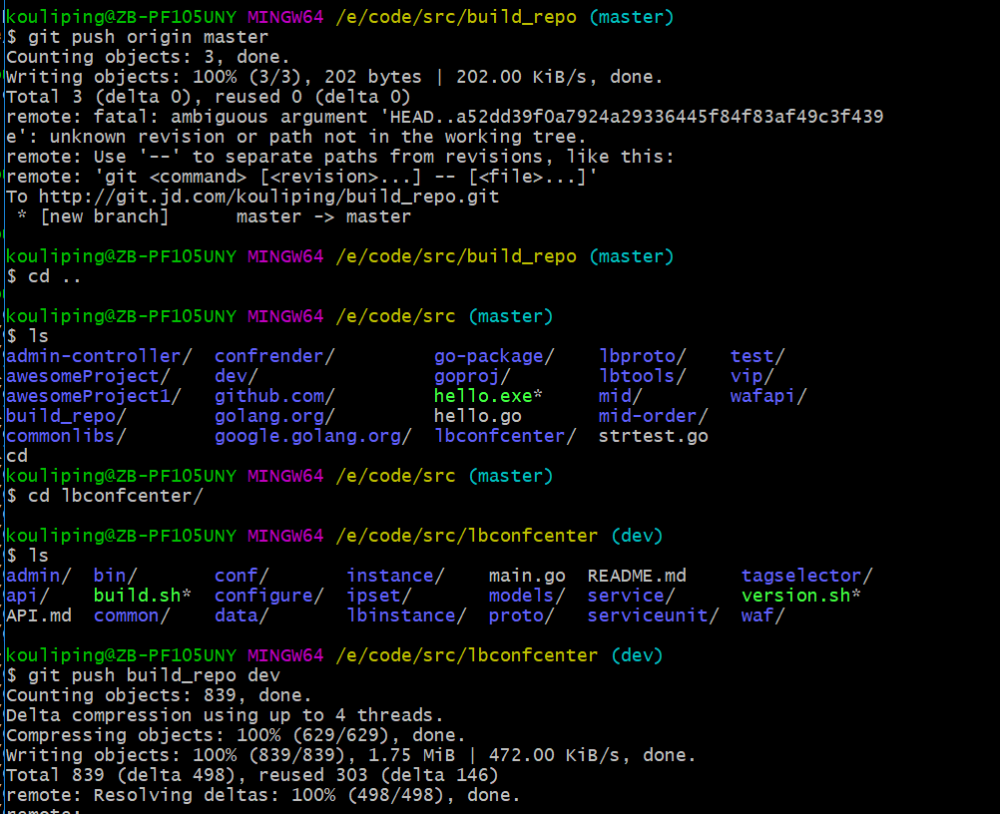 kouliping@ZB-PF105UNY MINGW64 /e/code/src/build_repo (master)
$ git push origin master
Counting objects: 3, done.
Writing objects: 100% (3/3), 202 bytes | 202.00 KiB/s, done.
Total 3 (delta 0), reused 0 (delta 0)
remote: fatal: ambiguous argument 'HEAD..a52dd39f0a7924a29336445f84f83af49c3f439
e': unknown revision or path not in the working tree.
remote: Use '--' to separate paths from revisions, like this:
remote: 'git <command> [<revision>...] -- [<file>...]'
To http://git.jd.com/kouliping/build_repo.git
 * [new branch]      master -> master
kouliping@ZB-PF105UNY MINGW64 /e/code/src/build_repo (master)
$ cd ..
kouliping@ZB-PF105UNY MINGW64 /e/code/src (master)
$ ls
admin-controller/  confrender/         go-package/    lbproto/    test/
awesomeProject/    dev/                goproj/        lbtools/    vip/
awesomeProject1/   github.com/         hello.exe*     mid/        wafapi/
build_repo/        golang.org/         hello.go       mid-order/
commonlibs/        google.golang.org/  lbconfcenter/  strtest.go
cd
kouliping@ZB-PF105UNY MINGW64 /e/code/src (master)
$ cd lbconfcenter/
kouliping@ZB-PF105UNY MINGW64 /e/code/src/lbconfcenter (dev)
$ ls
admin/  bin/       conf/       instance/    main.go  README.md     tagselector/
api/    build.sh*  configure/  ipset/       models/  service/      version.sh*
API.md  common/    data/       lbinstance/  proto/   serviceunit/  waf/
kouliping@ZB-PF105UNY MINGW64 /e/code/src/lbconfcenter (dev)
$ git push build_repo dev
Counting objects: 839, done.
Delta compression using up to 4 threads.
Compressing objects: 100% (629/629), done.
Writing objects: 100% (839/839), 1.75 MiB | 472.00 KiB/s, done.
Total 839 (delta 498), reused 303 (delta 146)
remote: Resolving deltas: 100% (498/498), done.
remote: